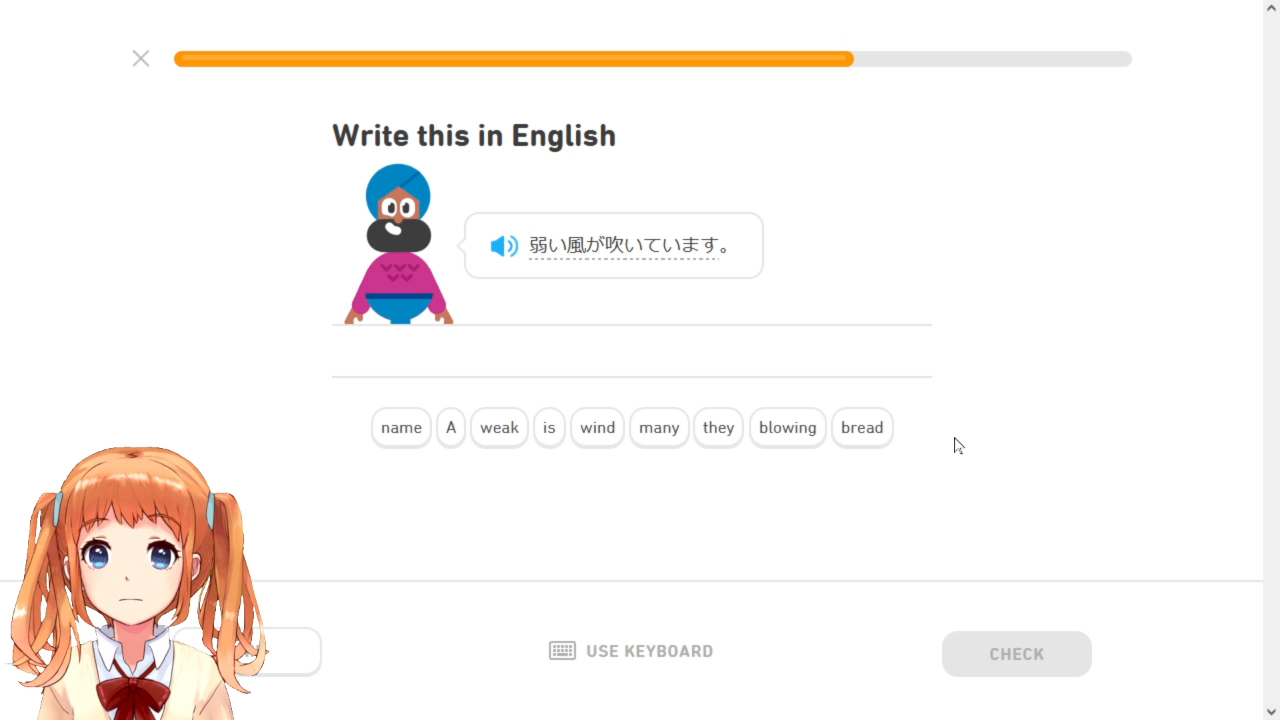 Write this in English
弱い風が吹いています。
name A weak is wind many they blowing bread
USE KEYBOARD
CHECK